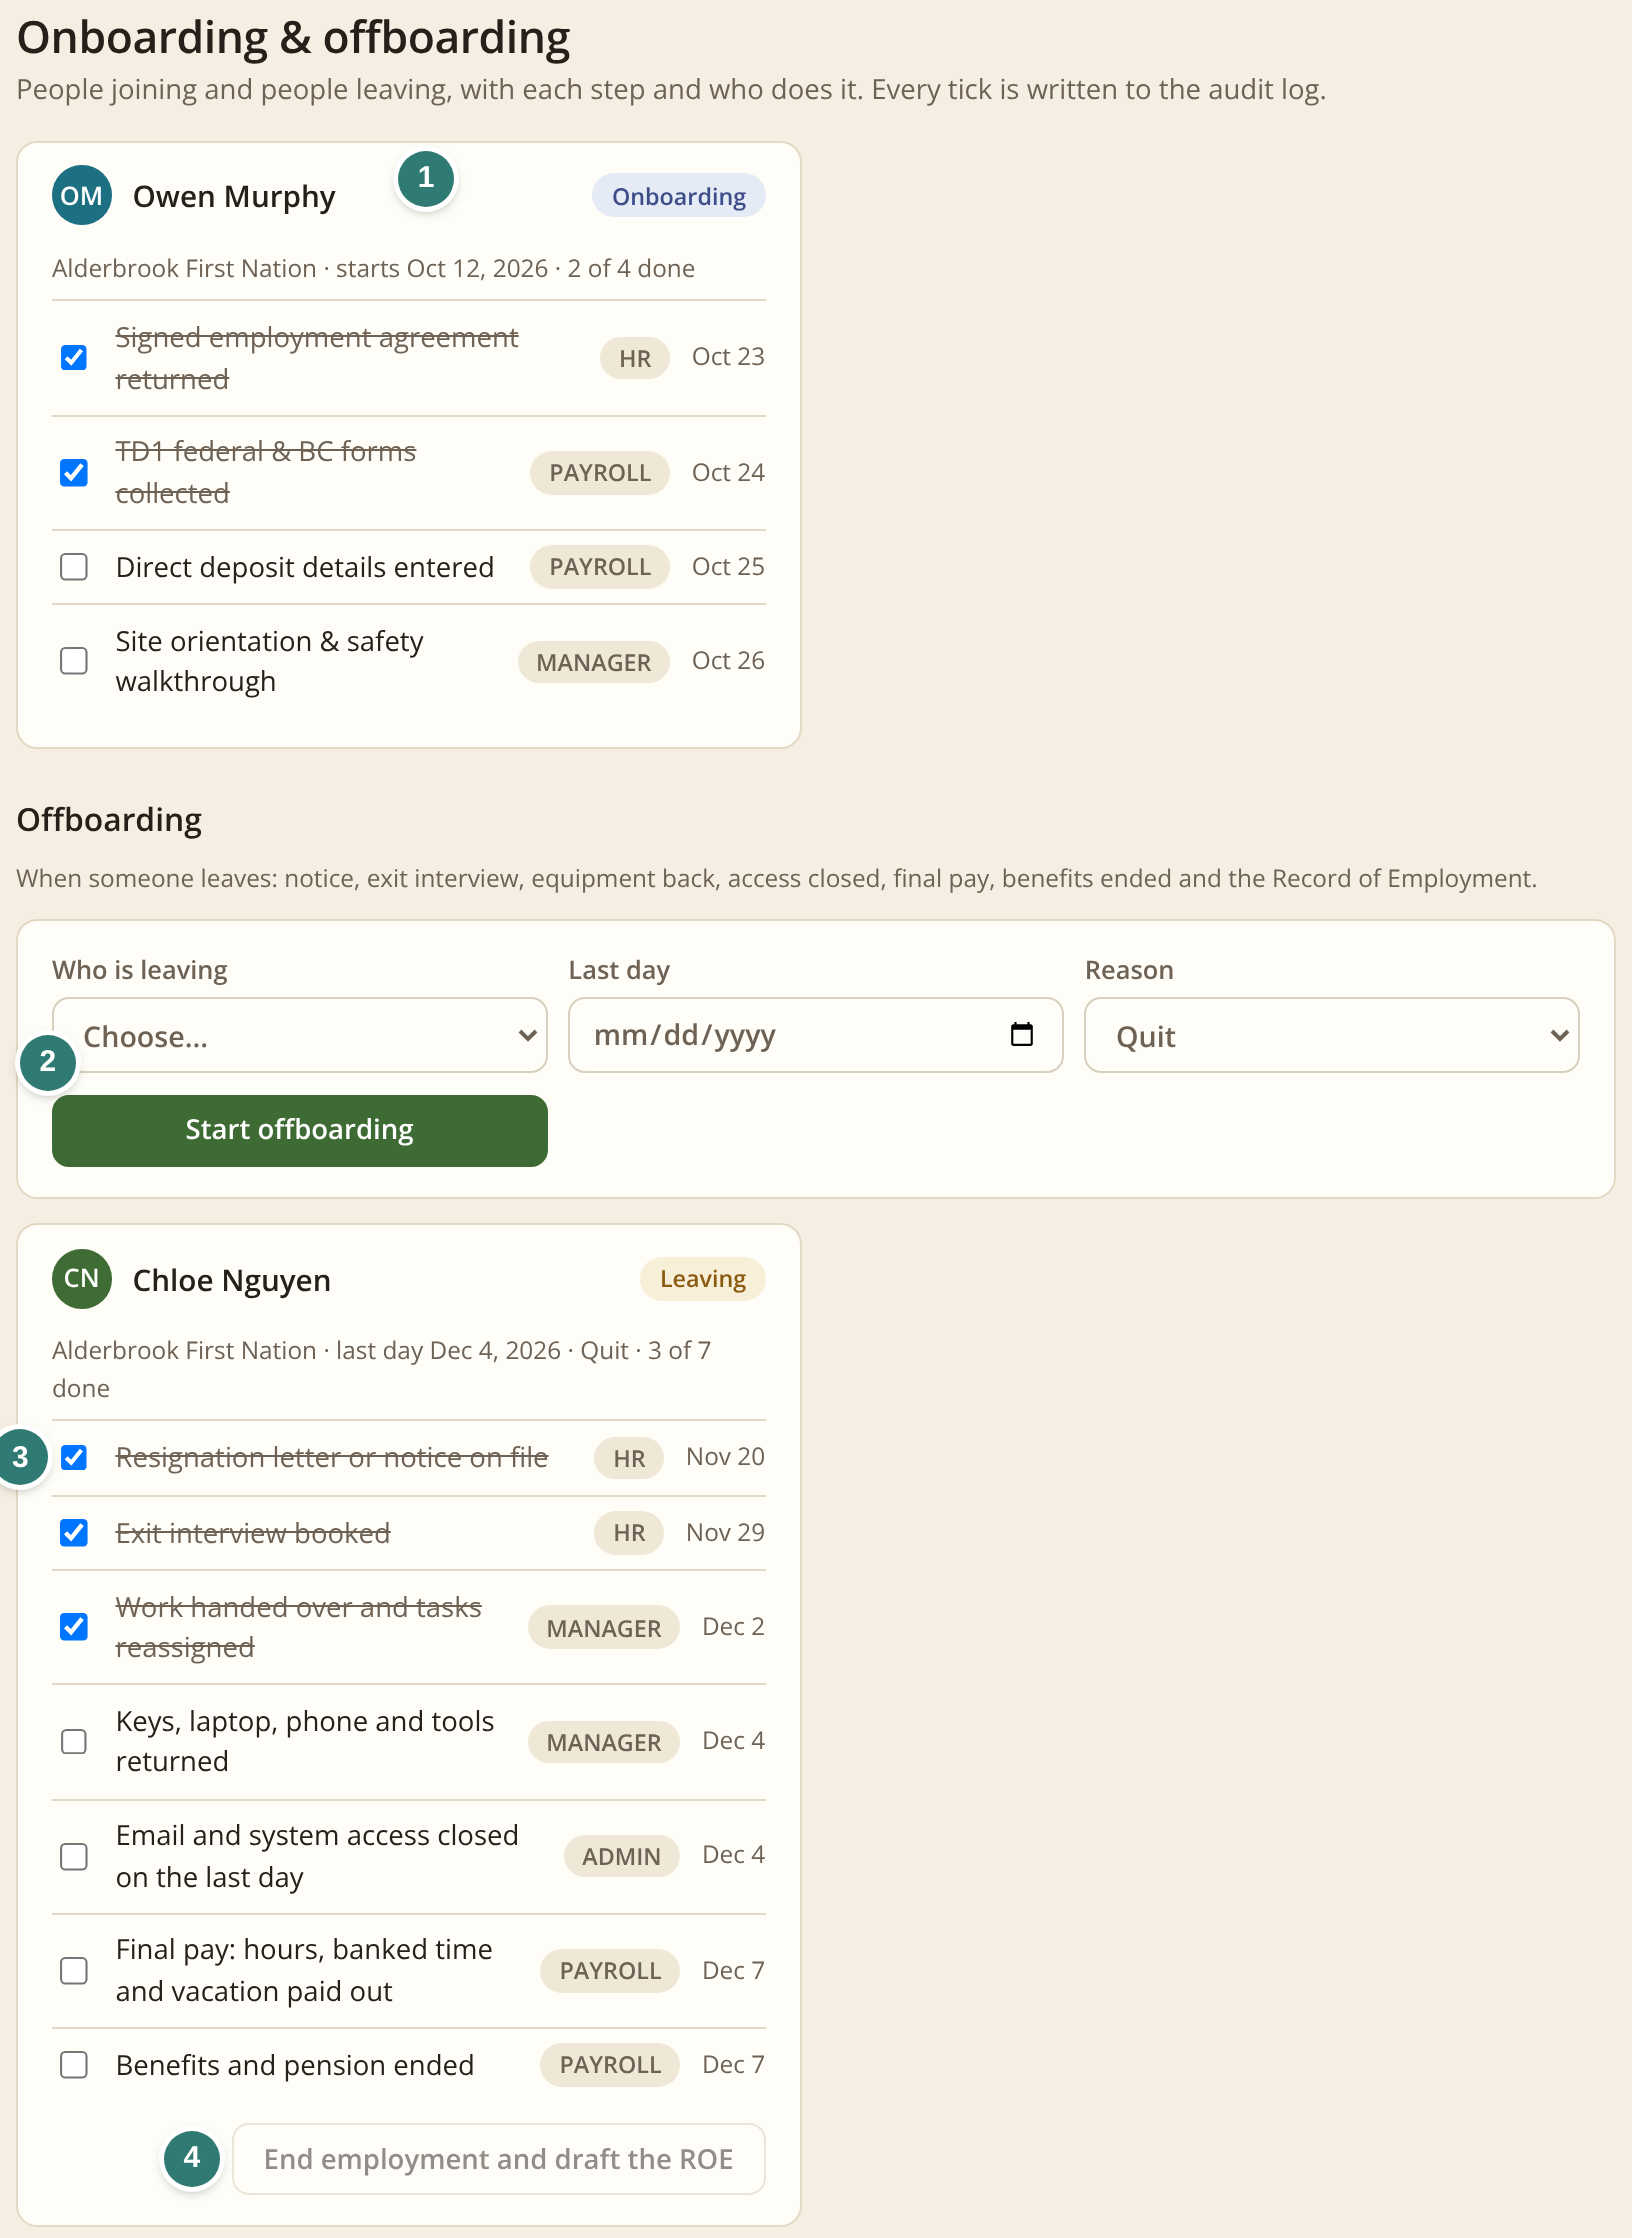 Onboarding & offboarding
People joining and people leaving, with each step and who does it. Every tick is written to the audit log.
OM Owen Murphy 1 Onboarding
Alderbrook First Nation · starts Oct 12, 2026 · 2 of 4 done
Signed employment agreement
returned
HR Oct 23
TD1 federal & BC forms
collected
PAYROLL Oct 24
Direct deposit details entered PAYROLL Oct 25
Site orientation & safety
walkthrough
MANAGER Oct 26
Offboarding
When someone leaves: notice, exit interview, equipment back, access closed, final pay, benefits ended and the Record of Employment.
Who is leaving Last day Reason
Choose... mm/dd/yyyy Quit
2
Start offboarding
CN Chloe Nguyen Leaving
Alderbrook First Nation · last day Dec 4, 2026 · Quit · 3 of 7
done
3 Resignation letter or notice on file HR Nov 20
Exit interview booked HR Nov 29
Work handed over and tasks
reassigned
MANAGER Dec 2
Keys, laptop, phone and tools
returned
MANAGER Dec 4
Email and system access closed
on the last day
ADMIN Dec 4
Final pay: hours, banked time
and vacation paid out
PAYROLL Dec 7
Benefits and pension ended PAYROLL Dec 7
4 End employment and draft the ROE